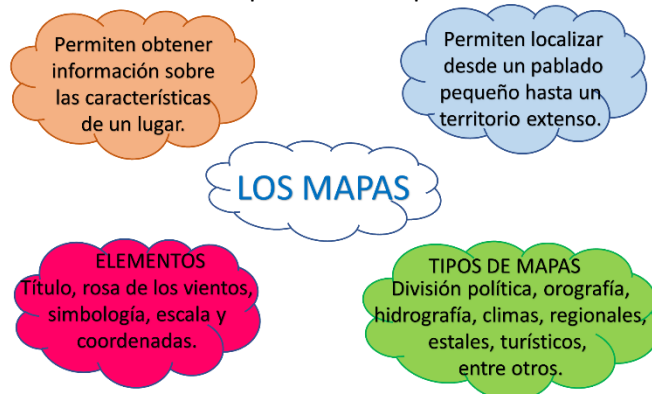 Permiten obtener
información sobre
las características
de un lugar.
Permiten localizar
desde un pablado
pequeño hasta un
territorio extenso.
LOS MAPAS
ELEMENTOS
Título, rosa de los vientos,
simbología, escala y
coordenadas.
TIPOS DE MAPAS
División política, orografía,
hidrografía, climas, regionales,
estales, turísticos,
entre otros.